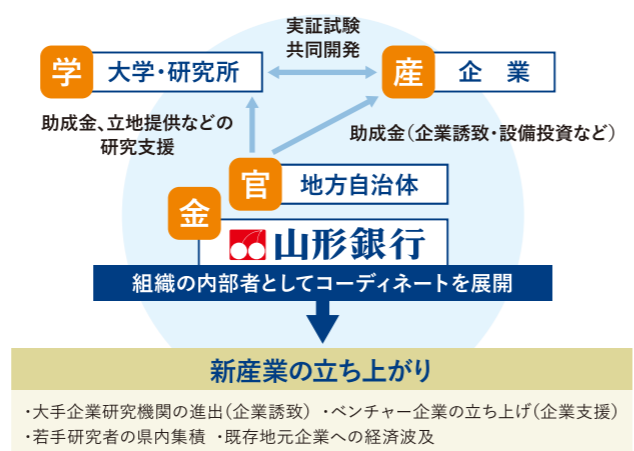 実証試験
共同開発
学 大学・研究所
産 企 業
助成金、立地提供などの
研究支援
助成金(企業誘致・設備投資など)
官 地方自治体
金
山形銀行
組織の内部者としてコーディネートを展開
新産業の立ち上がり
・大手企業研究機関の進出(企業誘致) ・ベンチャー企業の立ち上げ(企業支援)
・若手研究者の県内集積 ・既存地元企業への経済波及